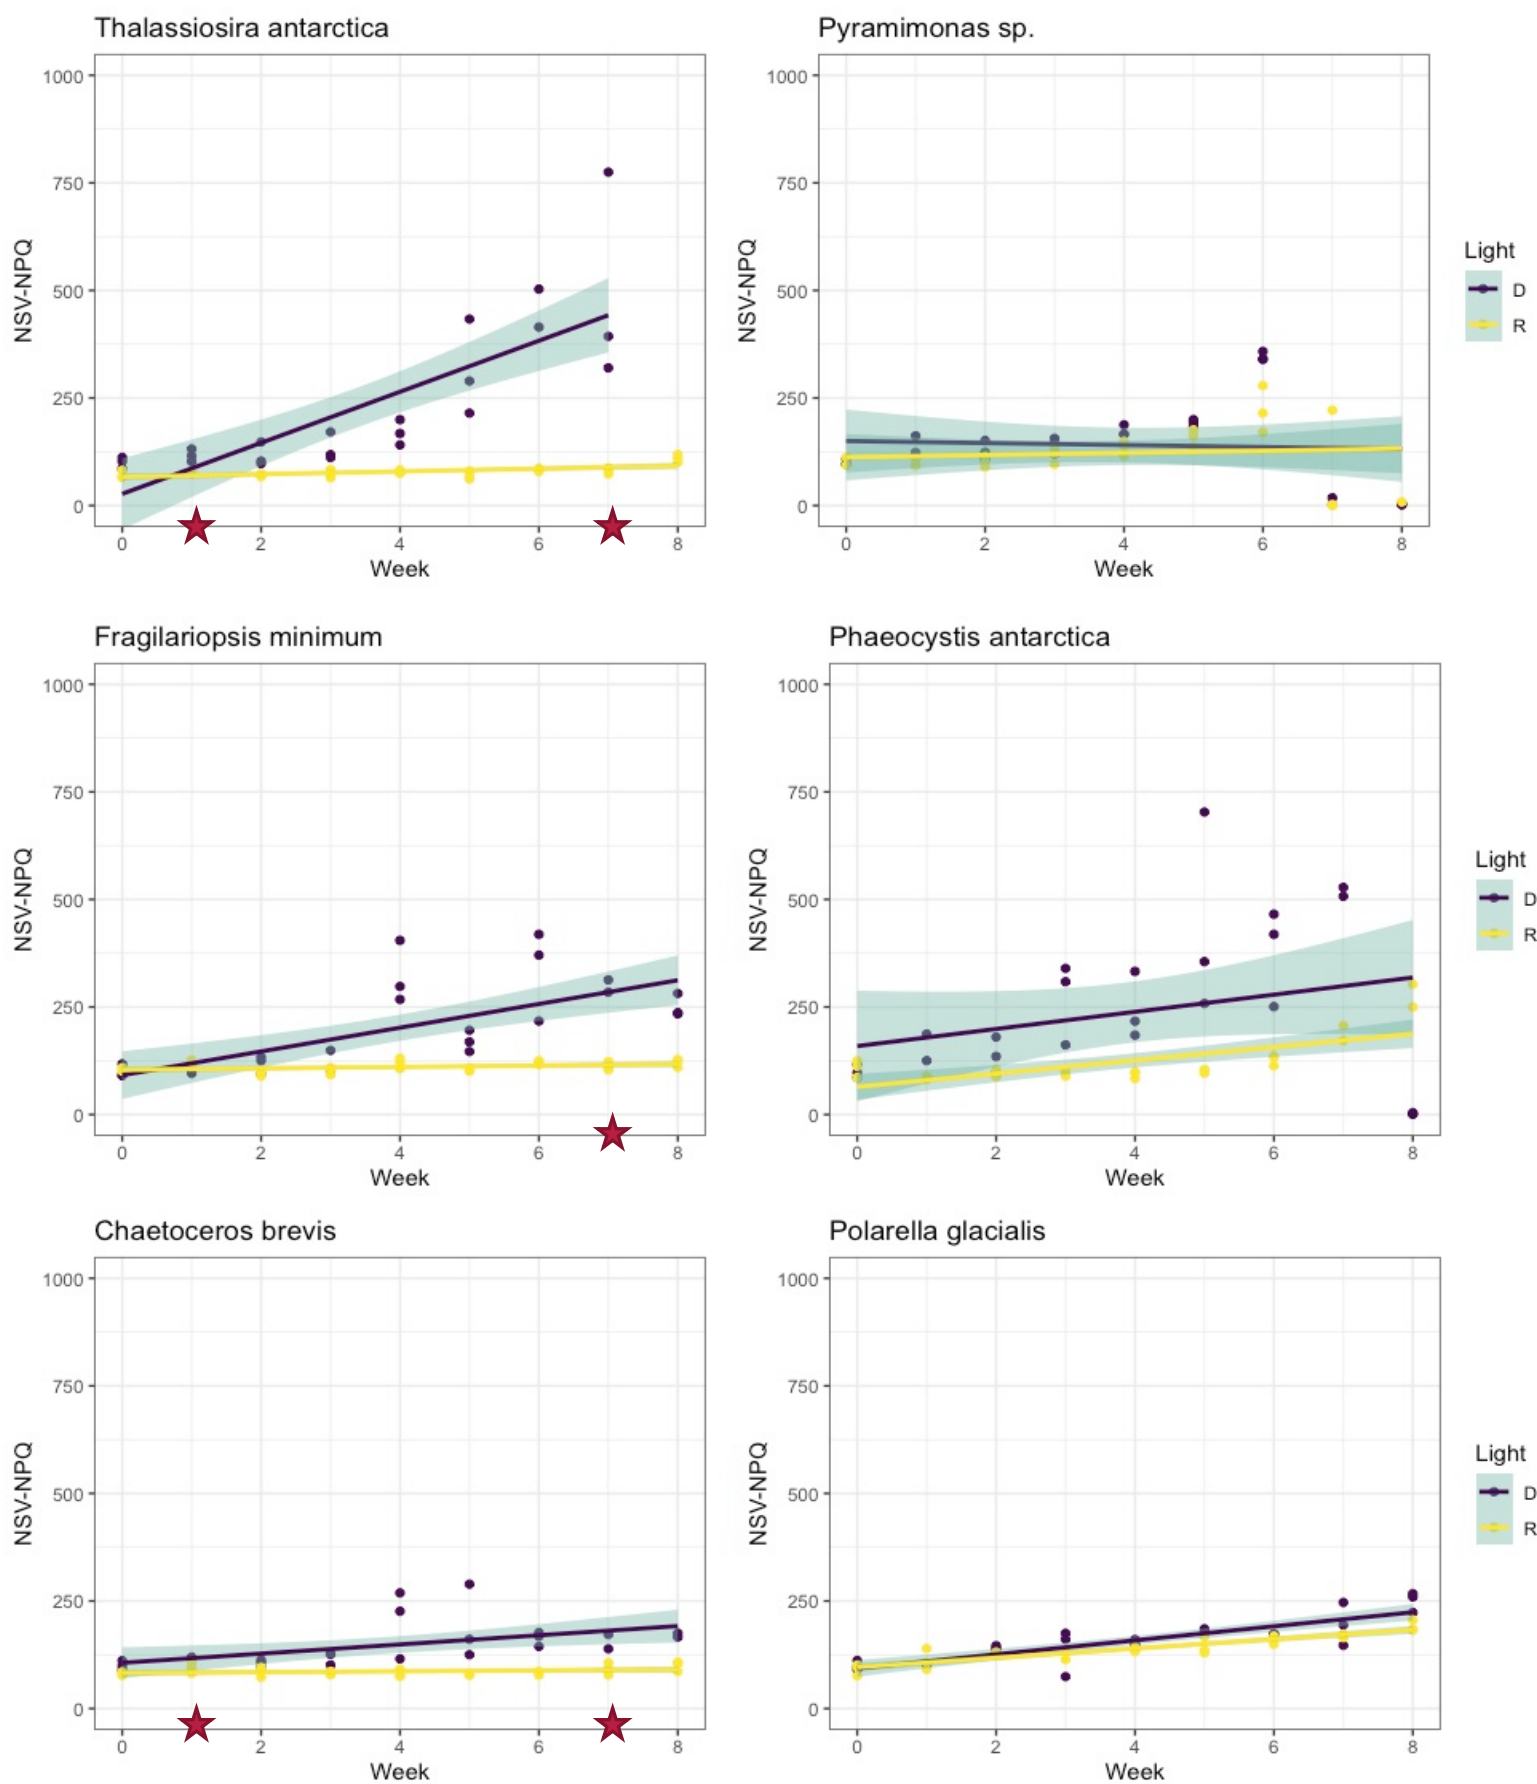 Thalassiosira antarctica
1000
750
500
250
0
NSV-NPQ
0 2 4 6 8
Week
Pyramimonas sp.
1000
750
500
250
0
NSV-NPQ
0 2 4 6 8
Week
Light
D
R
Fragilariopsis minimum
1000
750
500
250
0
NSV-NPQ
0 2 4 6 8
Week
Phaeocystis antarctica
1000
750
500
250
0
NSV-NPQ
0 2 4 6 8
Week
Light
D
R
Chaetoceros brevis
1000
750
500
250
0
NSV-NPQ
0 2 4 6 8
Week
Polarella glacialis
1000
750
500
250
0
NSV-NPQ
0 2 4 6 8
Week
Light
D
R